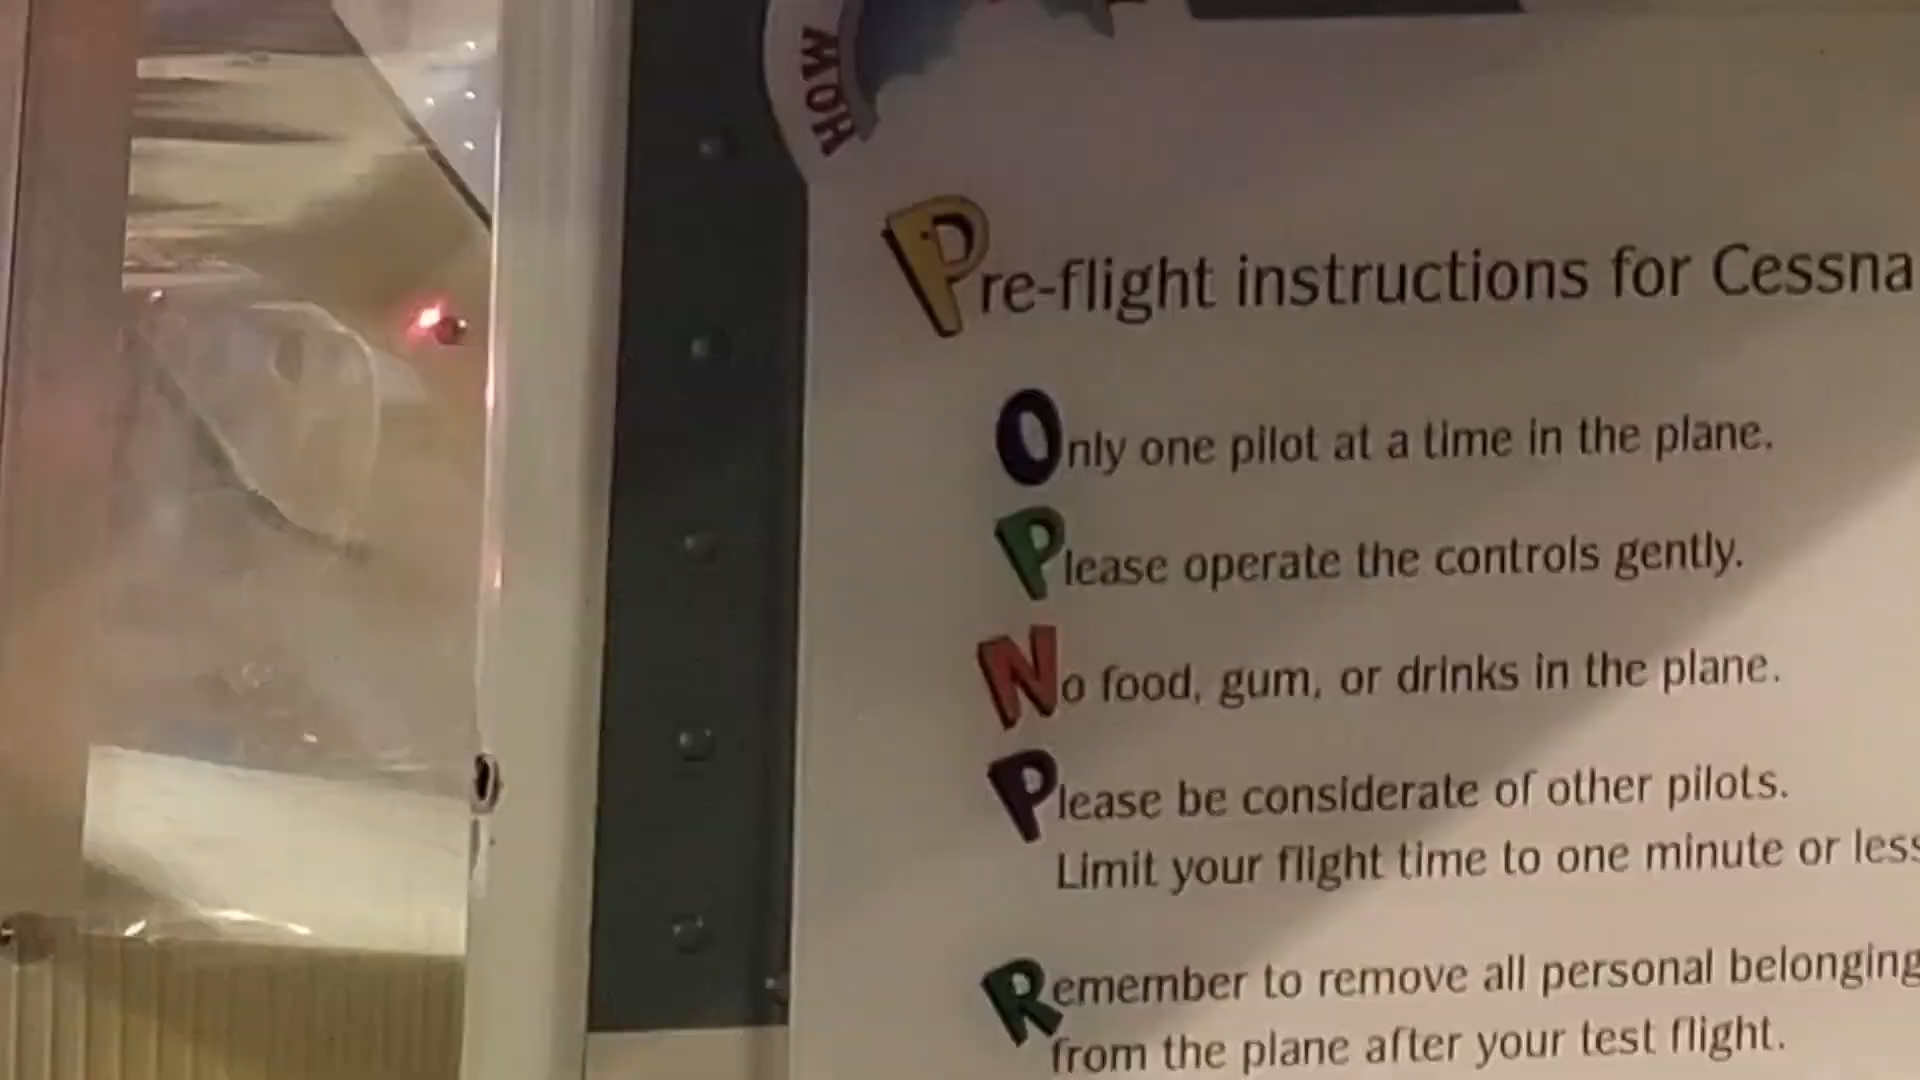 HOW
Pre-flight instructions for Cessna
Only one pilot at a time in the plane.
Please operate the controls gently.
No food, gum, or drinks in the plane.
Please be considerate of other pilots.
Limit your flight time to one minute or less
Remember to remove all personal belonging
from the plane after your test flight.